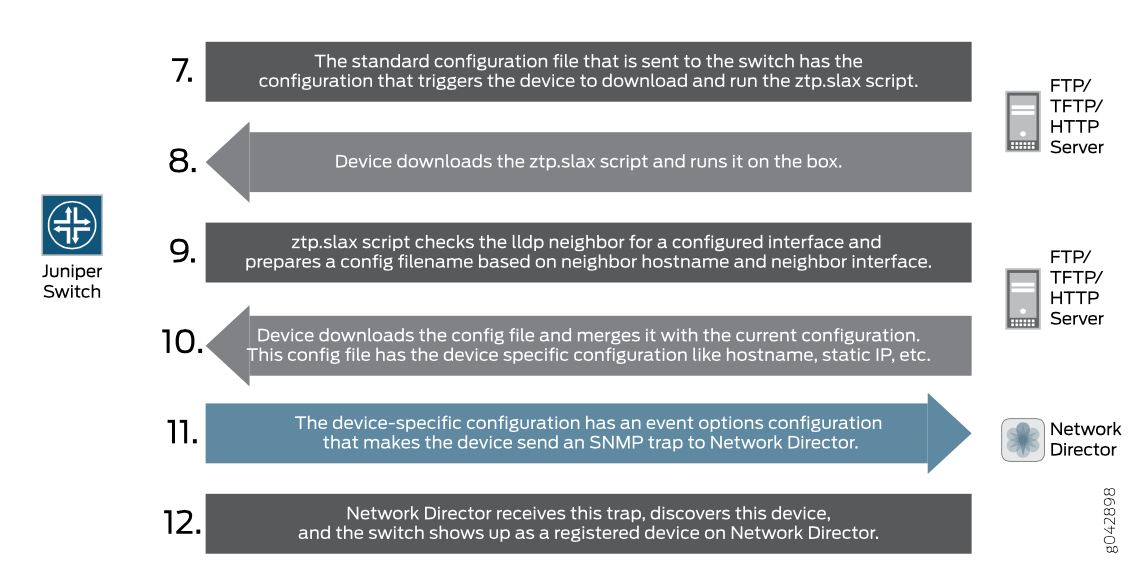 7.
The standard configuration file that is sent to the switch has the
configuration that triggers the device to download and run the ztp.slax script.
FTP/
TFTP/
HTTP
Server
8.
Device downloads the ztp.slax script and runs it on the box.
Juniper
Switch
9.
ztp.slax script checks the lldp neighbor for a configured interface and
prepares a config filename based on neighbor hostname and neighbor interface.
FTP/
TFTP/
HTTP
Server
10.
Device downloads the config file and merges it with the current configuration.
This config file has the device specific configuration like hostname, static IP, etc.
11.
The device-specific configuration has an event options configuration
that makes the device send an SNMP trap to Network Director.
Network
Director
12.
Network Director receives this trap, discovers this device,
and the switch shows up as a registered device on Network Director.
g042898